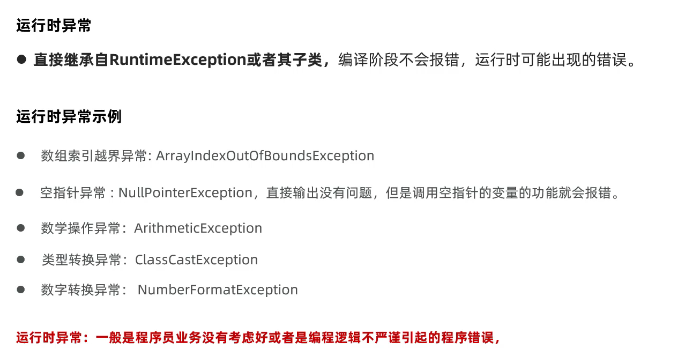 运行时异常
● 直接继承自RuntimeException或者其子类，编译阶段不会报错，运行时可能出现的错误。
运行时异常示例
● 数组索引越界异常: ArrayIndexOutOfBoundsException
● 空指针异常 : NullPointerException，直接输出没有问题，但是调用空指针的变量的功能就会报错。
● 数学操作异常：ArithmeticException
● 类型转换异常：ClassCastException
● 数字转换异常： NumberFormatException
运行时异常：一般是程序员业务没有考虑好或者是编程逻辑不严谨引起的程序错误，